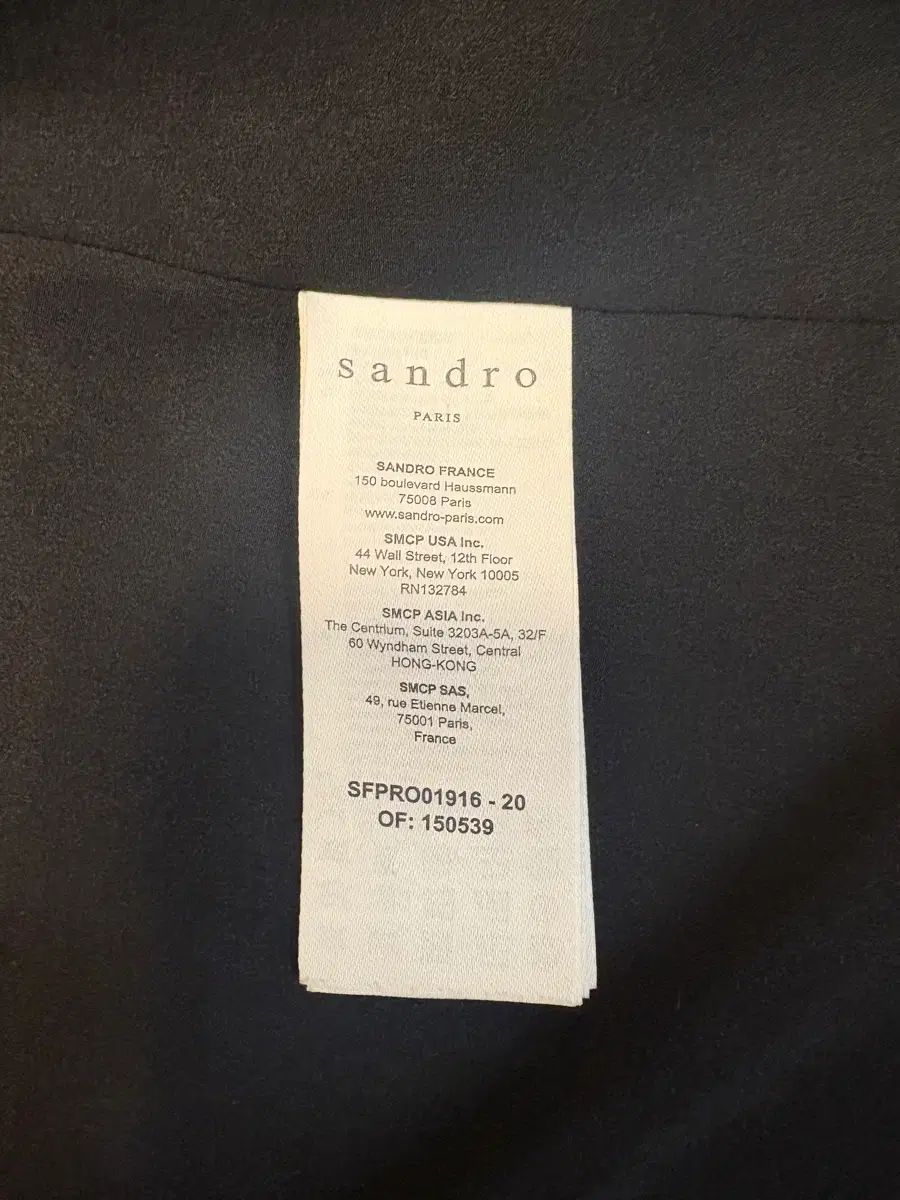 sandro
PARIS
SANDRO FRANCE
150 boulevard Haussmann
75008 Paris
www.sandro-paris.com
SMCP USA Inc.
44 Wall Street, 12th Floor
New York, New York 10005
RN132784
SMCP ASIA Inc.
The Centrium, Suite 3203A-5A, 32/F
60 Wyndham Street, Central
HONG-KONG
SMCP SAS,
49, rue Etienne Marcel,
75001 Paris,
France
SFPRO01916 - 20
OF: 150539